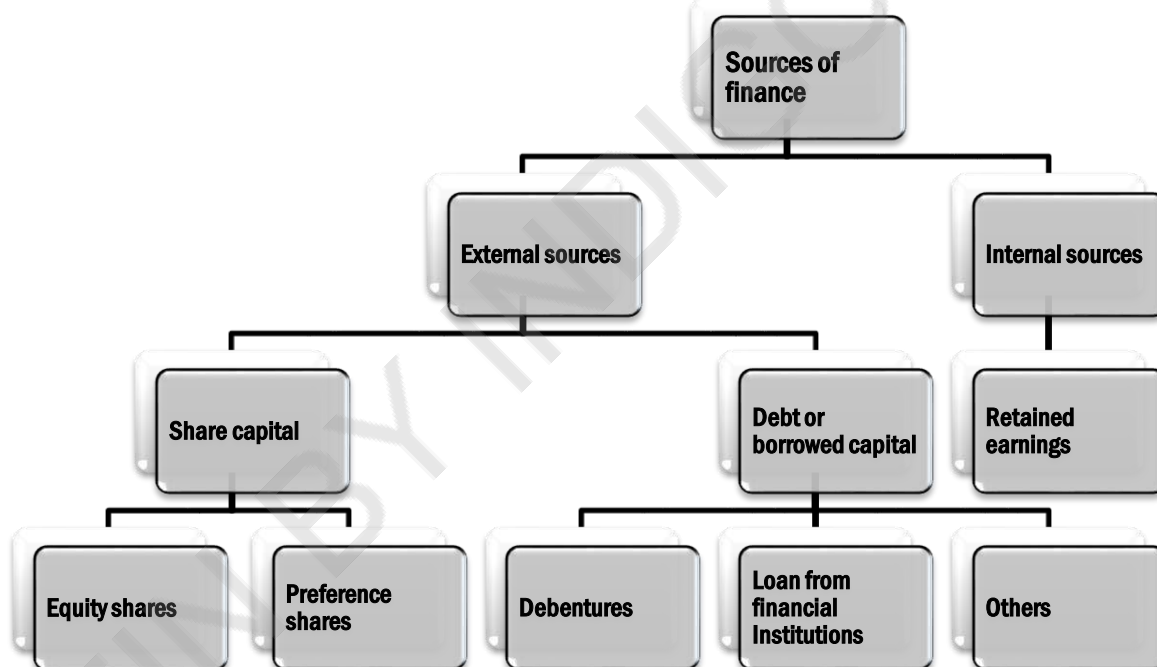 Sources of
finance
External sources
Internal sources
Share capital
Debt or
borrowed capital
Retained
earnings
Equity shares
Preference
shares
Debentures
Loan from
financial
Institutions
Others